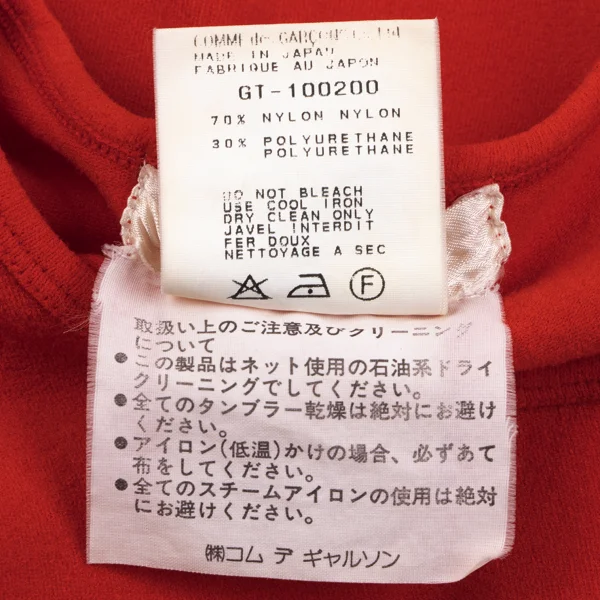 COMME des GARÇONS Co. Ltd
MADE IN JAPAN
FABRIQUE AU JAPON
GT-100200
70% NYLON NYLON
30% POLYURETHANE
POLYURETHANE
DO NOT BLEACH
USE COOL IRON
DRY CLEAN ONLY
JAVEL INTERDIT
FER DOUX
NETTOYAGE A SEC
F
取扱い上のご注意及びクリーニング
について
●この製品はネット使用の石油系ドライ
クリーニングでしてください。
●全てのタンブラー乾燥は絶対にお避け
ください。
●アイロン(低温)かけの場合、必ずあて
布をしてください。
●全てのスチームアイロンの使用は絶対
にお避けください。
㈱コム デ ギャルソン